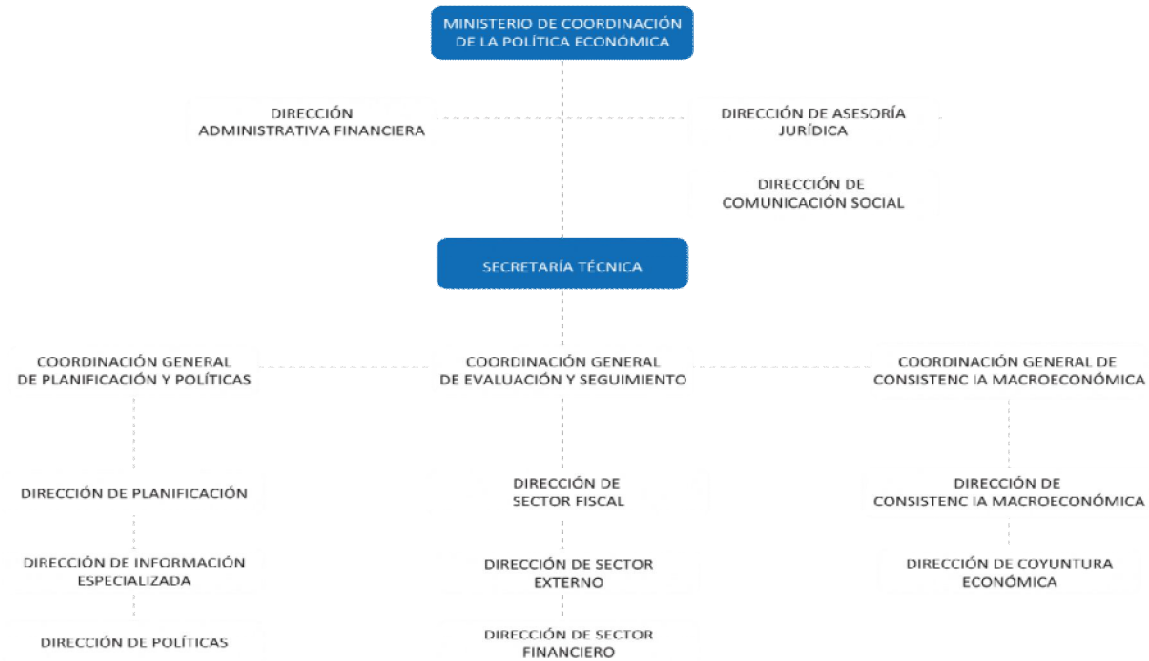 MINISTERIO DE COORDINACIÓN
DE LA POLÍTICA ECONÓMICA
DIRECCIÓN
ADMINISTRATIVA FINANCIERA
DIRECCIÓN DE ASESORÍA
JURÍDICA
DIRECCIÓN DE
COMUNICACIÓN SOCIAL
SECRETARÍA TÉCNICA
COORDINACIÓN GENERAL
DE PLANIFICACIÓN Y POLÍTICAS
COORDINACIÓN GENERAL
DE EVALUACIÓN Y SEGUIMIENTO
COORDINACIÓN GENERAL DE
CONSISTENC IA MACROECONÓMICA
DIRECCIÓN DE PLANIFICACIÓN
DIRECCIÓN DE
SECTOR FISCAL
DIRECCIÓN DE
CONSISTENC IA MACROECONÓMICA
DIRECCIÓN DE INFORMACIÓN
ESPECIALIZADA
DIRECCIÓN DE SECTOR
EXTERNO
DIRECCIÓN DE COYUNTURA
ECONÓMICA
DIRECCIÓN DE POLÍTICAS
DIRECCIÓN DE SECTOR
FINANCIERO